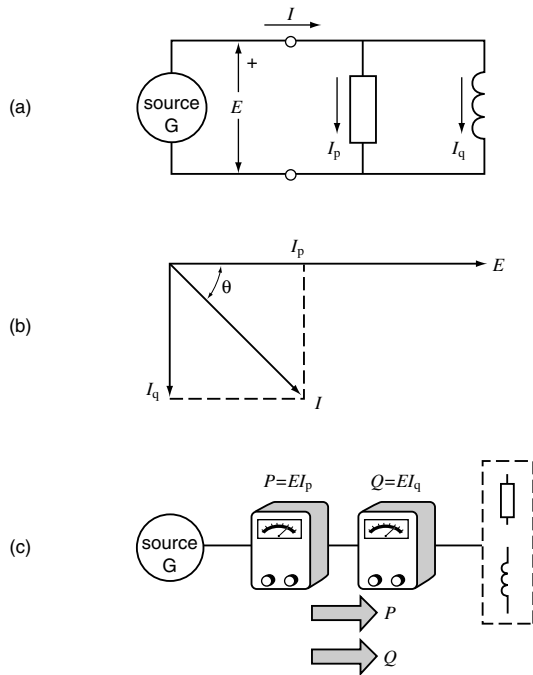 (a)
I
source
G
+
E
I_p
I_q
(b)
I_p
E
θ
I_q
I
(c)
P=EI_p
Q=EI_q
source
G
P
Q